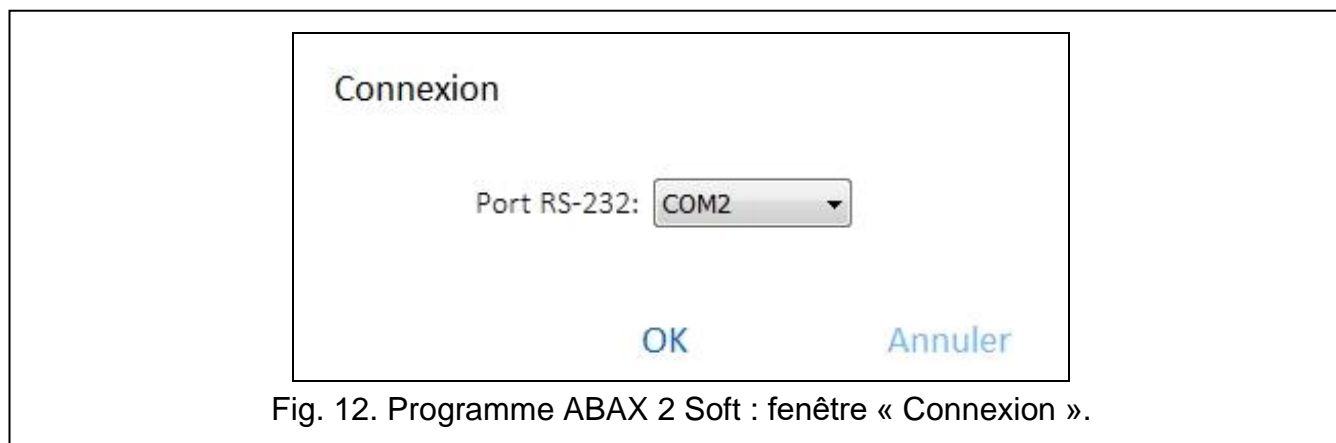 Connexion
Port RS-232: COM2
OK Annuler
Fig. 12. Programme ABAX 2 Soft : fenêtre « Connexion ».